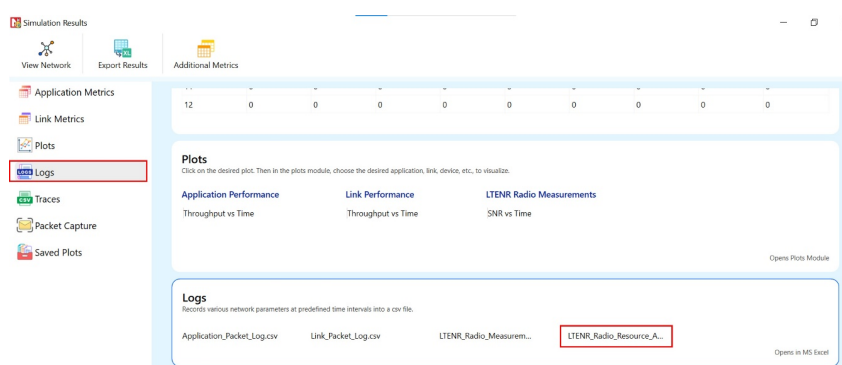 Simulation Results
View Network
Export Results
Additional Metrics
Application Metrics
Link Metrics
Plots
LOGS
Logs
CSV
Traces
Packet Capture
Saved Plots
12 0 0 0 0 0 0 0 0 0
Plots
Click on the desired plot. Then in the plots module, choose the desired application, link, device, etc., to visualize.
Application Performance Link Performance LTENR Radio Measurements
Throughput vs Time Throughput vs Time SNR vs Time
Opens Plots Module
Logs
Records various network parameters at predefined time intervals into a csv file.
Application_Packet_Log.csv Link_Packet_Log.csv LTENR_Radio_Measurem... LTENR_Radio_Resource_A...
Opens in MS Excel